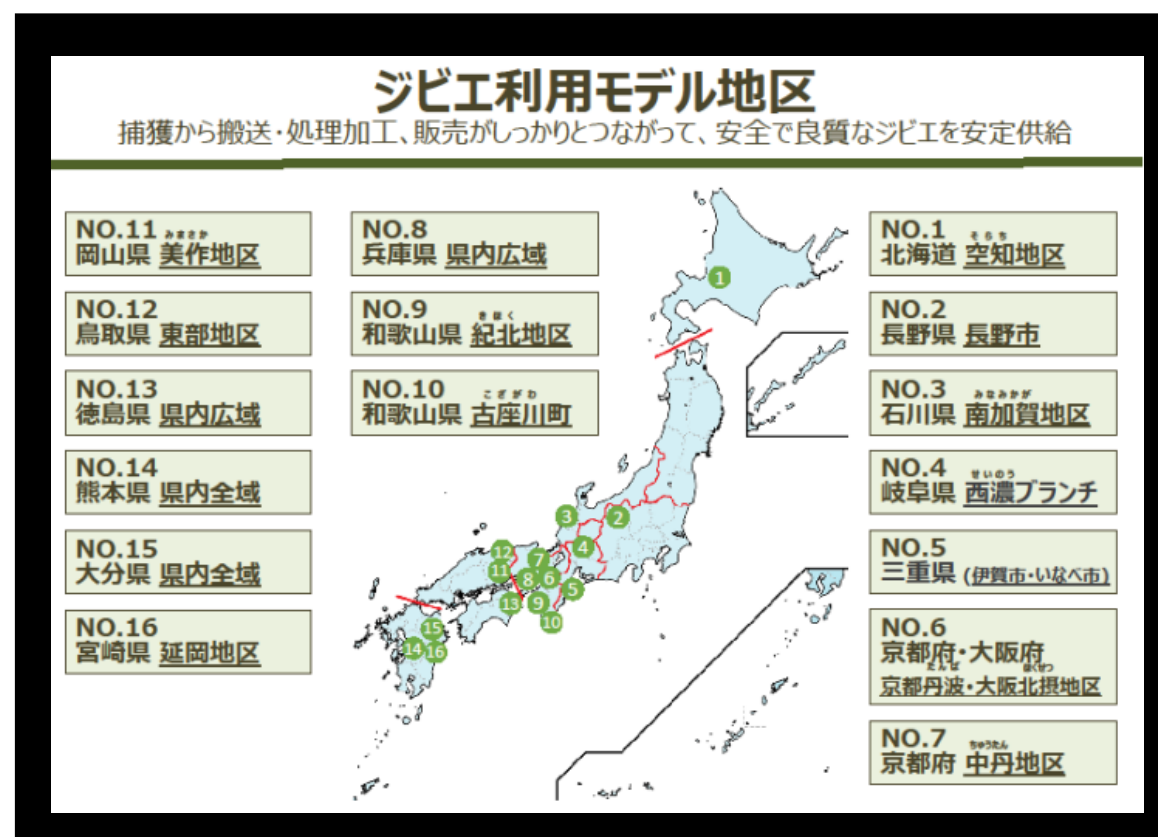 ジビエ利用モデル地区
捕獲から搬送・処理加工、販売がしっかりとつながって、安全で良質なジビエを安定供給
NO.11
みまさか
岡山県 美作地区
NO.12
鳥取県 東部地区
NO.13
徳島県 県内広域
NO.14
熊本県 県内全域
NO.15
大分県 県内全域
NO.16
宮崎県 延岡地区
NO.8
兵庫県 県内広域
NO.9
きほく
和歌山県 紀北地区
NO.10
こざがわ
和歌山県 古座川町
NO.1
そらち
北海道 空知地区
NO.2
長野県 長野市
NO.3
みなみかが
石川県 南加賀地区
NO.4
せいのう
岐阜県 西濃ブランチ
NO.5
三重県 (伊賀市・いなべ市)
NO.6
京都府・大阪府
たんば ほくせつ
京都丹波・大阪北摂地区
NO.7
ちゅうたん
京都府 中丹地区
1
3
2
4
12
7
11
8
6
5
13
9
10
15
14
16